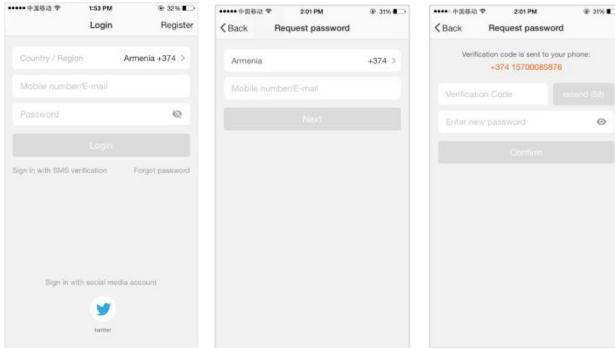 中国移动 1:53 PM 32%
Login Register
Country / Region Armenia +374 >
Mobile number/E-mail
Password
Login
Sign in with SMS verification Forgot password
Sign in with social media account
twitter
中国移动 2:01 PM 31%
< Back Request password
Armenia +374 >
Mobile number/E-mail
Next
中国移动 2:01 PM 31%
< Back Request password
Verification code is sent to your phone:
+374 15700085876
Verification Code resend (59)
Enter new password
Confirm